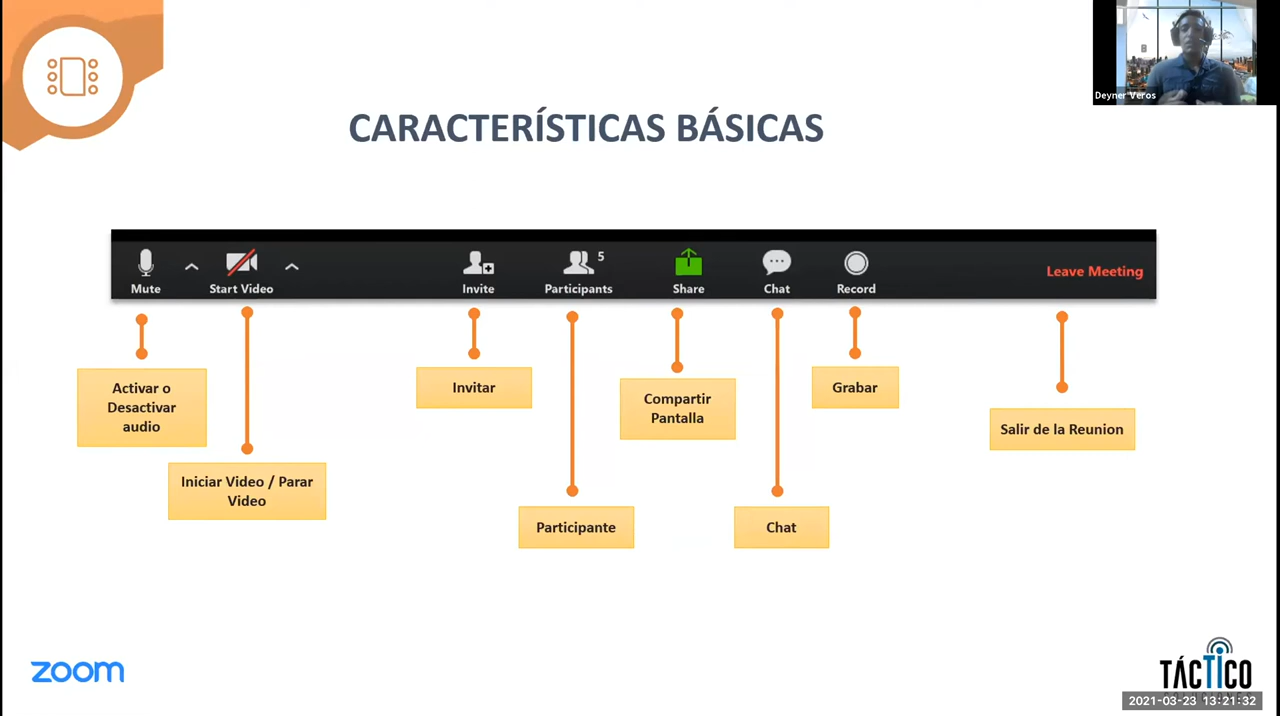 Deyner Veros
CARACTERÍSTICAS BÁSICAS
Mute
Start Video
Invite
Participants
5
Share
Chat
Record
Leave Meeting
Activar o
Desactivar
audio
Iniciar Video / Parar
Video
Invitar
Participante
Compartir
Pantalla
Chat
Grabar
Salir de la Reunion
zoom
TÁCTICO
2021-03-23 13:21:32